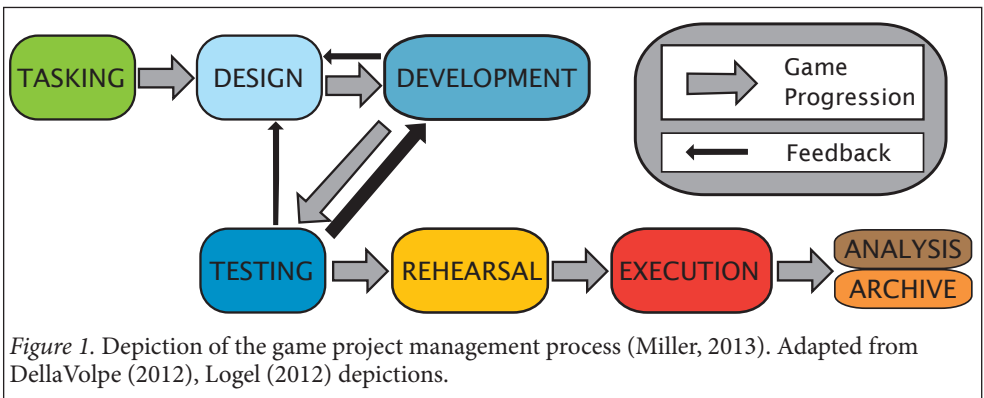 TASKING
DESIGN
DEVELOPMENT
Game
Progression
Feedback
TESTING
REHEARSAL
EXECUTION
ANALYSIS
ARCHIVE
Figure 1. Depiction of the game project management process (Miller, 2013). Adapted from
DellaVolpe (2012), Logel (2012) depictions.